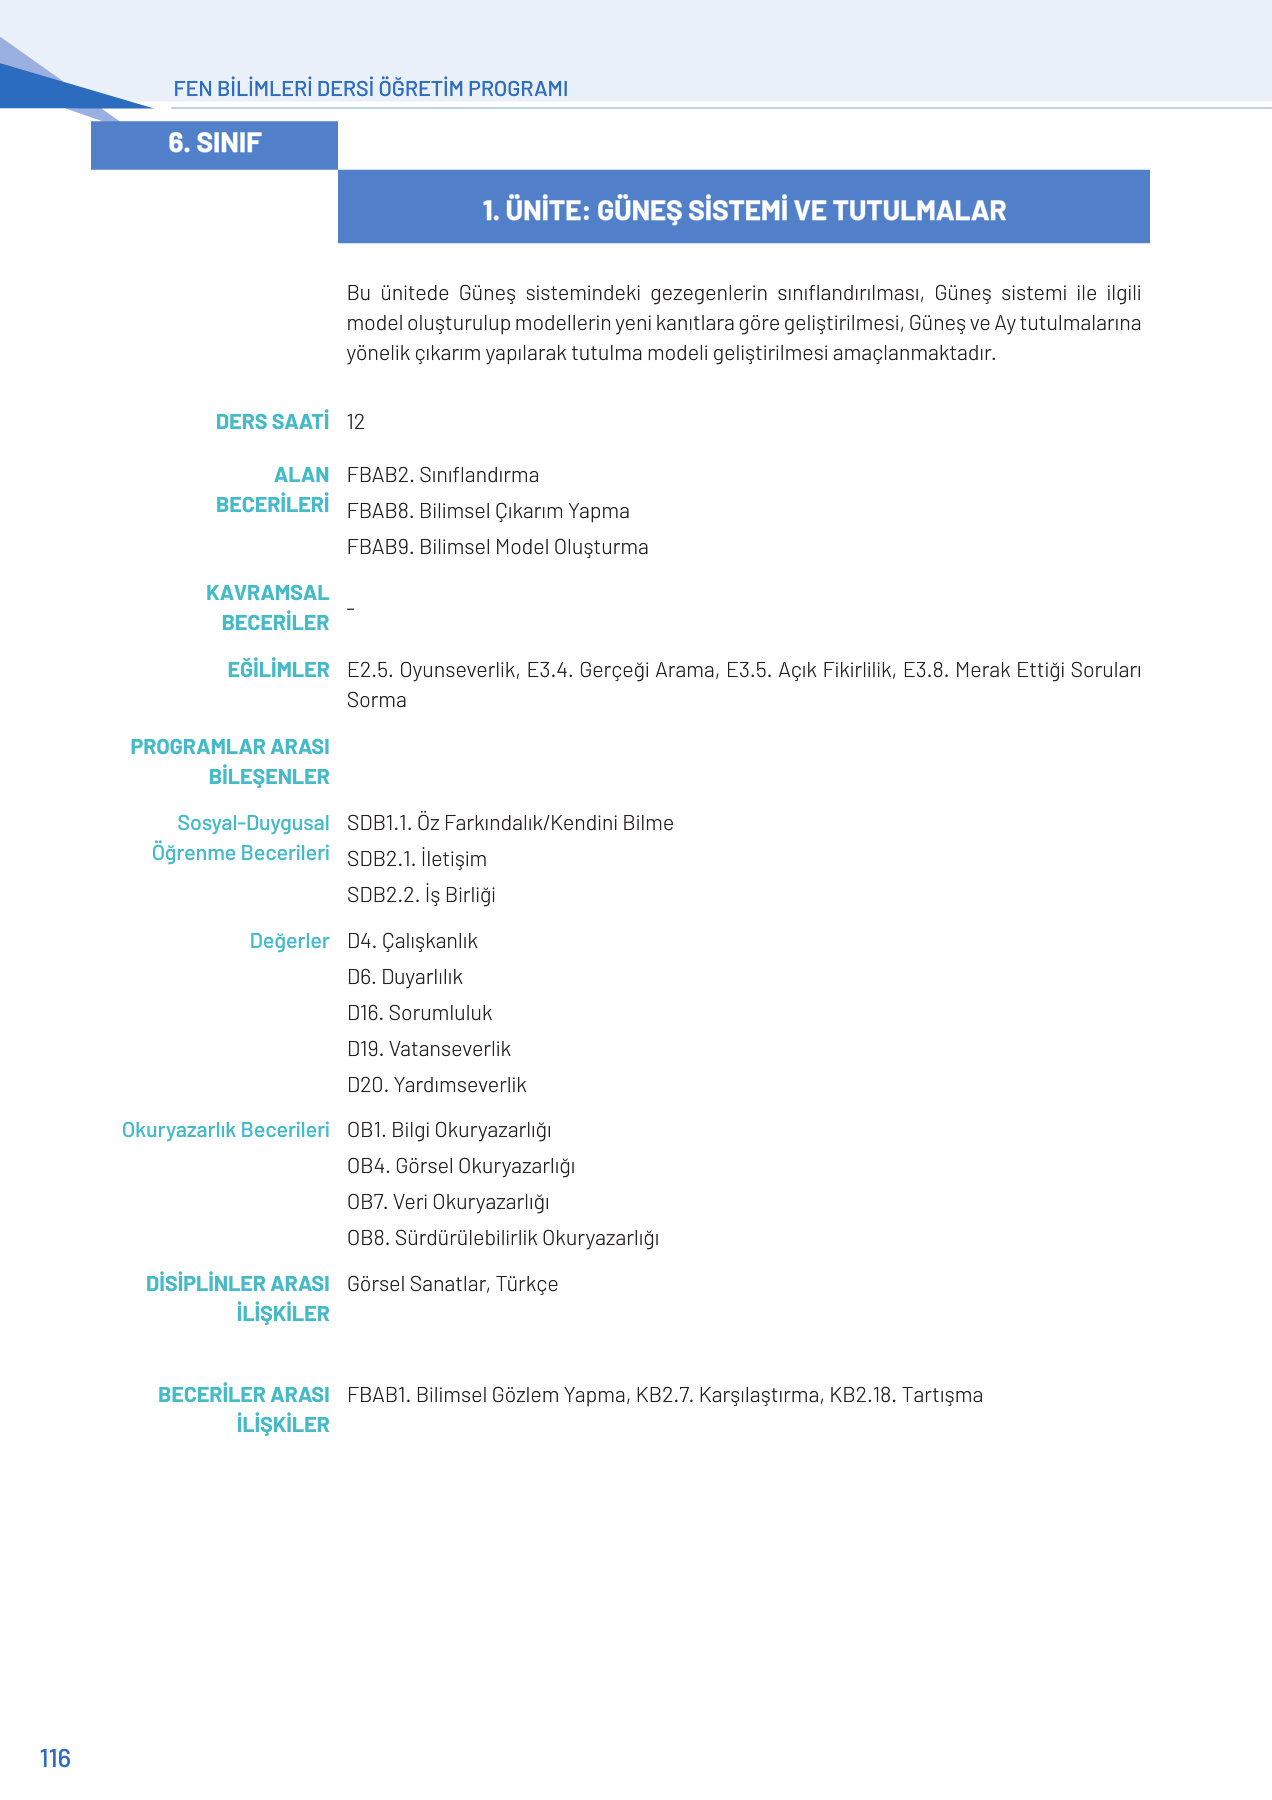 FEN BİLİMLERİ DERSİ ÖĞRETİM PROGRAMI
6. SINIF
1. ÜNİTE: GÜNEŞ SİSTEMİ VE TUTULMALAR
Bu ünitede Güneş sistemindeki gezegenlerin sınıflandırılması, Güneş sistemi ile ilgili
model oluşturulup modellerin yeni kanıtlara göre geliştirilmesi, Güneş ve Ay tutulmalarına
yönelik çıkarım yapılarak tutulma modeli geliştirilmesi amaçlanmaktadır.
DERS SAATİ 12
ALAN
BECERİLERİ
FBAB2. Sınıflandırma
FBAB8. Bilimsel Çıkarım Yapma
FBAB9. Bilimsel Model Oluşturma
KAVRAMSAL
BECERİLER
-
EĞİLİMLER E2.5. Oyunseverlik, E3.4. Gerçeği Arama, E3.5. Açık Fikirlilik, E3.8. Merak Ettiği Soruları
Sorma
PROGRAMLAR ARASI
BİLEŞENLER
Sosyal-Duygusal
Öğrenme Becerileri
SDB1.1. Öz Farkındalık/Kendini Bilme
SDB2.1. İletişim
SDB2.2. İş Birliği
Değerler D4. Çalışkanlık
D6. Duyarlılık
D16. Sorumluluk
D19. Vatanseverlik
D20. Yardımseverlik
Okuryazarlık Becerileri OB1. Bilgi Okuryazarlığı
OB4. Görsel Okuryazarlığı
OB7. Veri Okuryazarlığı
OB8. Sürdürülebilirlik Okuryazarlığı
DİSİPLİNLER ARASI
İLİŞKİLER
Görsel Sanatlar, Türkçe
BECERİLER ARASI
İLİŞKİLER
FBAB1. Bilimsel Gözlem Yapma, KB2.7. Karşılaştırma, KB2.18. Tartışma
116